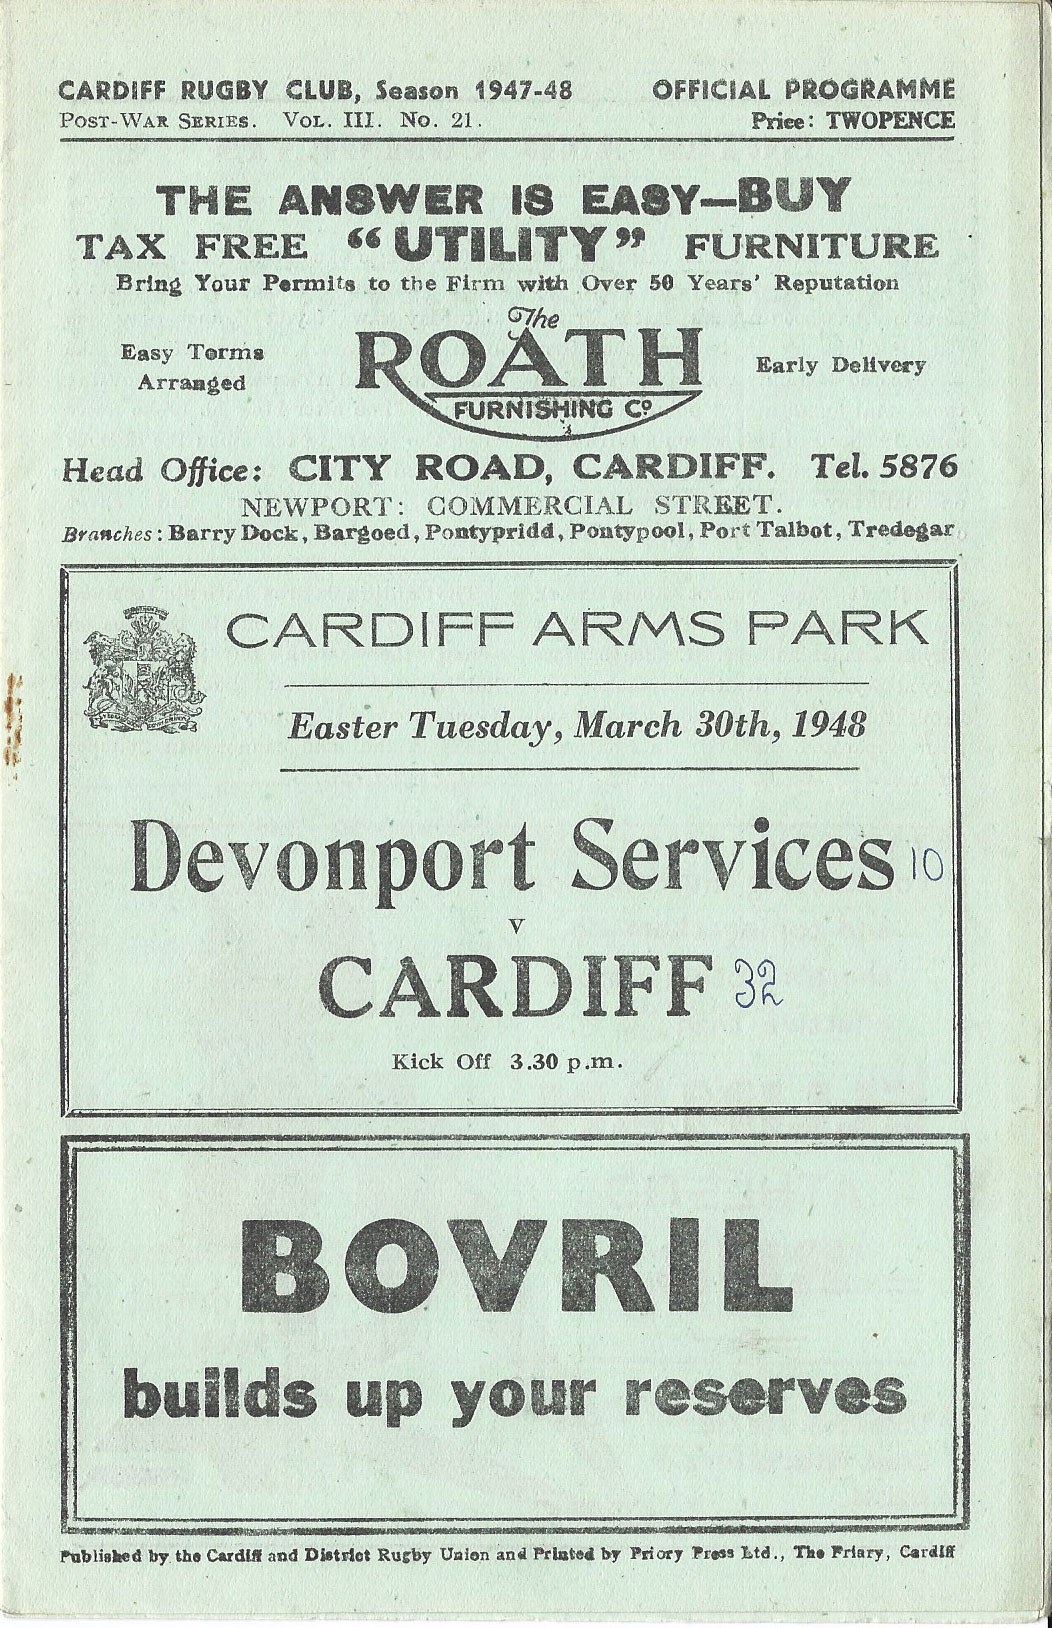 CARDIFF RUGBY CLUB, Season 1947-48 OFFICIAL PROGRAMME
POST-WAR SERIES. VOL. III. No. 21. Price: TWOPENCE
THE ANSWER IS EASY—BUY
TAX FREE “UTILITY” FURNITURE
Bring Your Permits to the Firm with Over 50 Years' Reputation
Easy Terms Arranged
The
ROATH
FURNISHING Co.
Early Delivery
Head Office: CITY ROAD, CARDIFF. Tel. 5876
NEWPORT: COMMERCIAL STREET.
Branches: Barry Dock, Bargoed, Pontypridd, Pontypool, Port Talbot, Tredegar
CARDIFF ARMS PARK
Easter Tuesday, March 30th, 1948
Devonport Services 10
v
CARDIFF 32
Kick Off 3.30 p.m.
BOVRIL
builds up your reserves
Published by the Cardiff and District Rugby Union and Printed by Priory Press Ltd., The Friary, Cardiff